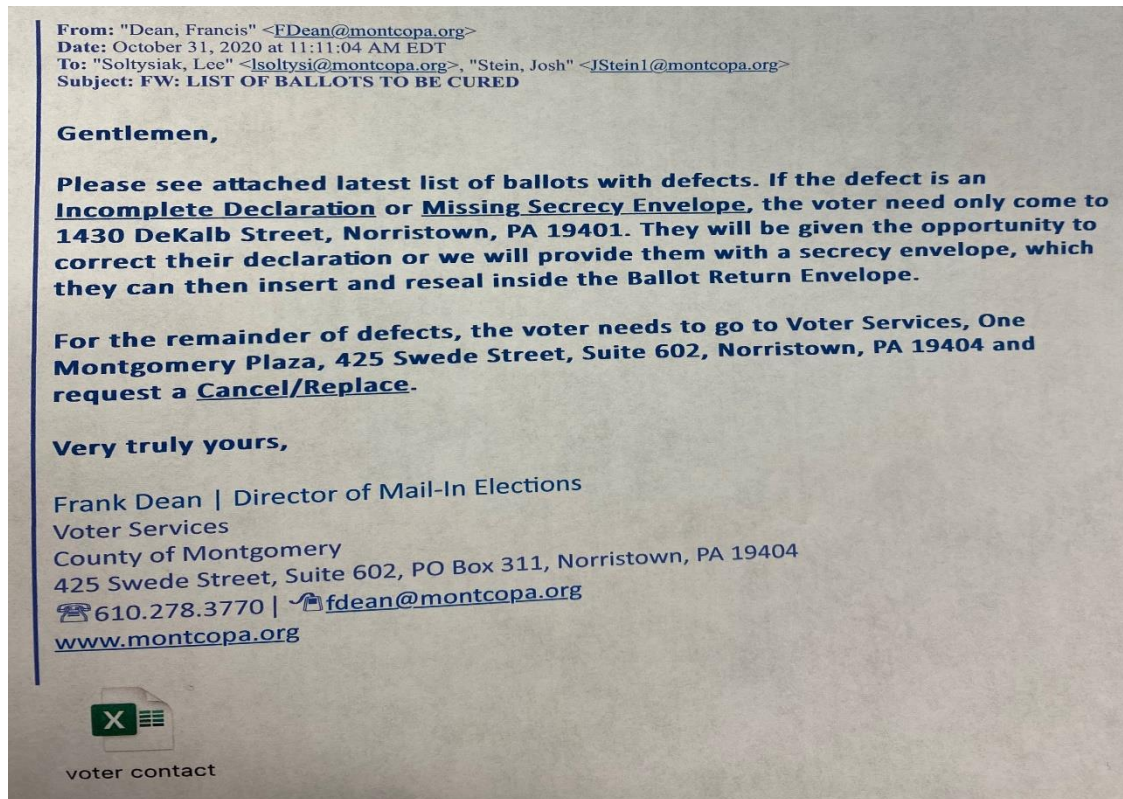 From: "Dean, Francis" <FDean@montcopa.org>
Date: October 31, 2020 at 11:11:04 AM EDT
To: "Soltysiak, Lee" <lsoltysi@montcopa.org>, "Stein, Josh" <JStein1@montcopa.org>
Subject: FW: LIST OF BALLOTS TO BE CURED
Gentlemen,
Please see attached latest list of ballots with defects. If the defect is an
Incomplete Declaration or Missing Secrecy Envelope, the voter need only come to
1430 DeKalb Street, Norristown, PA 19401. They will be given the opportunity to
correct their declaration or we will provide them with a secrecy envelope, which
they can then insert and reseal inside the Ballot Return Envelope.
For the remainder of defects, the voter needs to go to Voter Services, One
Montgomery Plaza, 425 Swede Street, Suite 602, Norristown, PA 19404 and
request a Cancel/Replace.
Very truly yours,
Frank Dean | Director of Mail-In Elections
Voter Services
County of Montgomery
425 Swede Street, Suite 602, PO Box 311, Norristown, PA 19404
☎610.278.3770 | fdean@montcopa.org
www.montcopa.org
X
voter contact